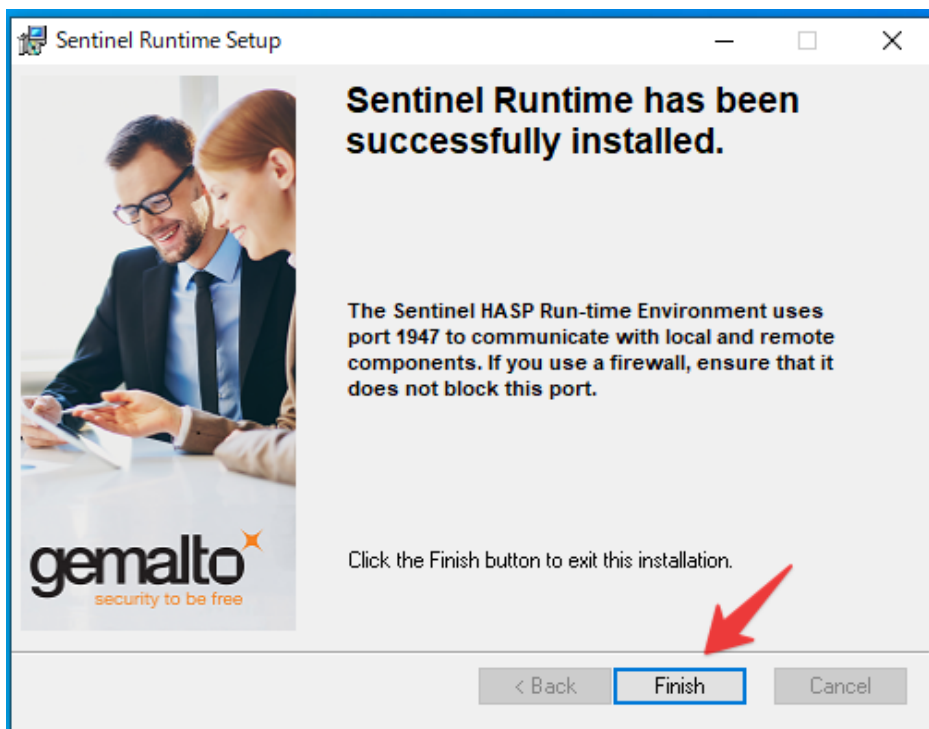 Sentinel Runtime Setup
Sentinel Runtime has been
successfully installed.
The Sentinel HASP Run-time Environment uses
port 1947 to communicate with local and remote
components. If you use a firewall, ensure that it
does not block this port.
gemalto
security to be free
Click the Finish button to exit this installation.
< Back
Finish
Cancel